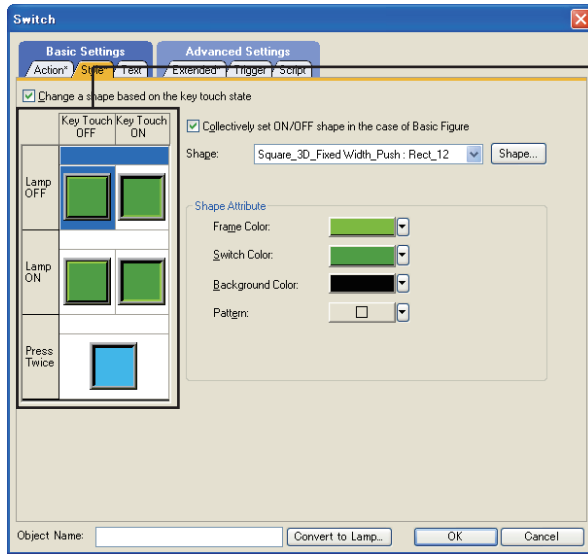 Switch
Basic Settings
Advanced Settings
Action*
Style*
Text
Extended*
Trigger
Script
Change a shape based on the key touch state
Key Touch OFF
Key Touch ON
Lamp OFF
Lamp ON
Press Twice
Collectively set ON/OFF shape in the case of Basic Figure
Shape:
Square_3D_Fixed Width_Push : Rect_12
Shape...
Shape Attribute
Frame Color:
Switch Color:
Background Color:
Pattern:
Object Name:
Convert to Lamp...
OK
Cancel